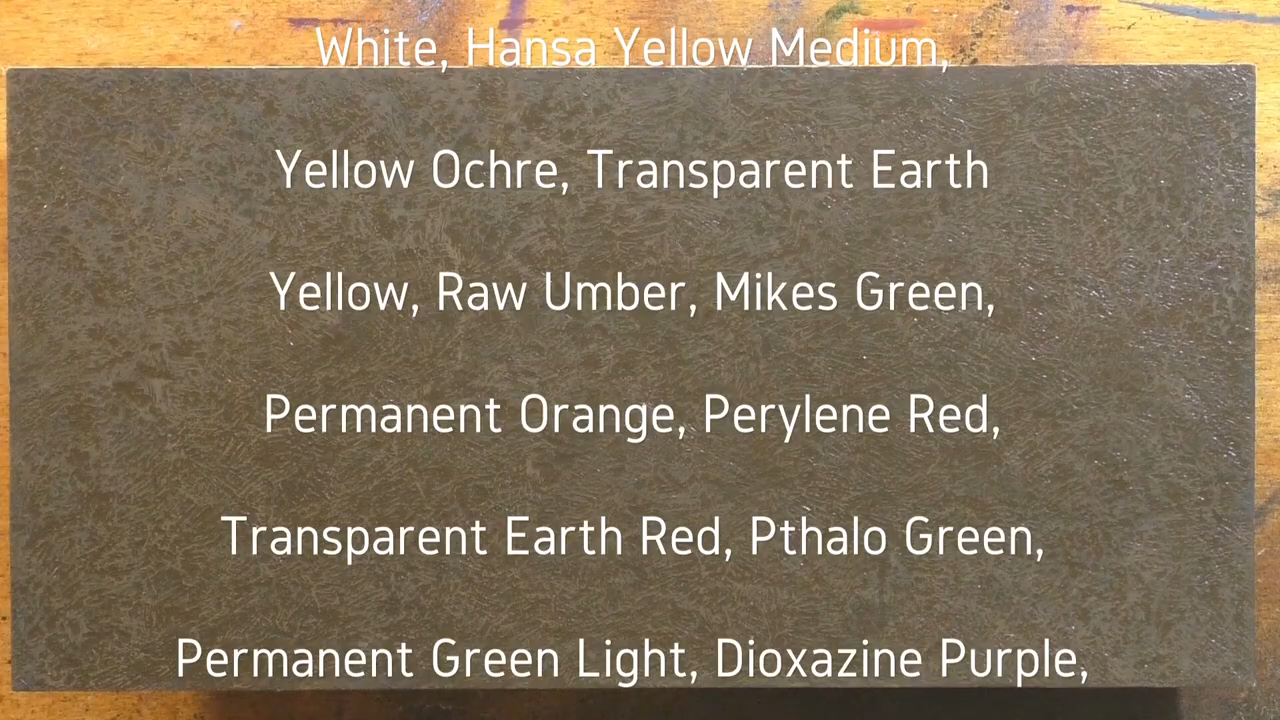 White, Hansa Yellow Medium,
Yellow Ochre, Transparent Earth
Yellow, Raw Umber, Mikes Green,
Permanent Orange, Perylene Red,
Transparent Earth Red, Pthalo Green,
Permanent Green Light, Dioxazine Purple,